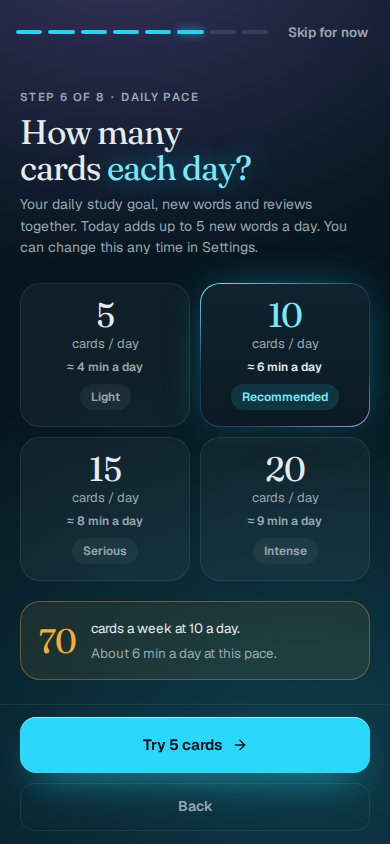 Skip for now
STEP 6 OF 8 · DAILY PACE
How many
cards each day?
Your daily study goal, new words and reviews
together. Today adds up to 5 new words a day. You
can change this any time in Settings.
5
cards / day
≈ 4 min a day
Light
10
cards / day
≈ 6 min a day
Recommended
15
cards / day
≈ 8 min a day
Serious
20
cards / day
≈ 9 min a day
Intense
70
cards a week at 10 a day.
About 6 min a day at this pace.
Try 5 cards →
Back